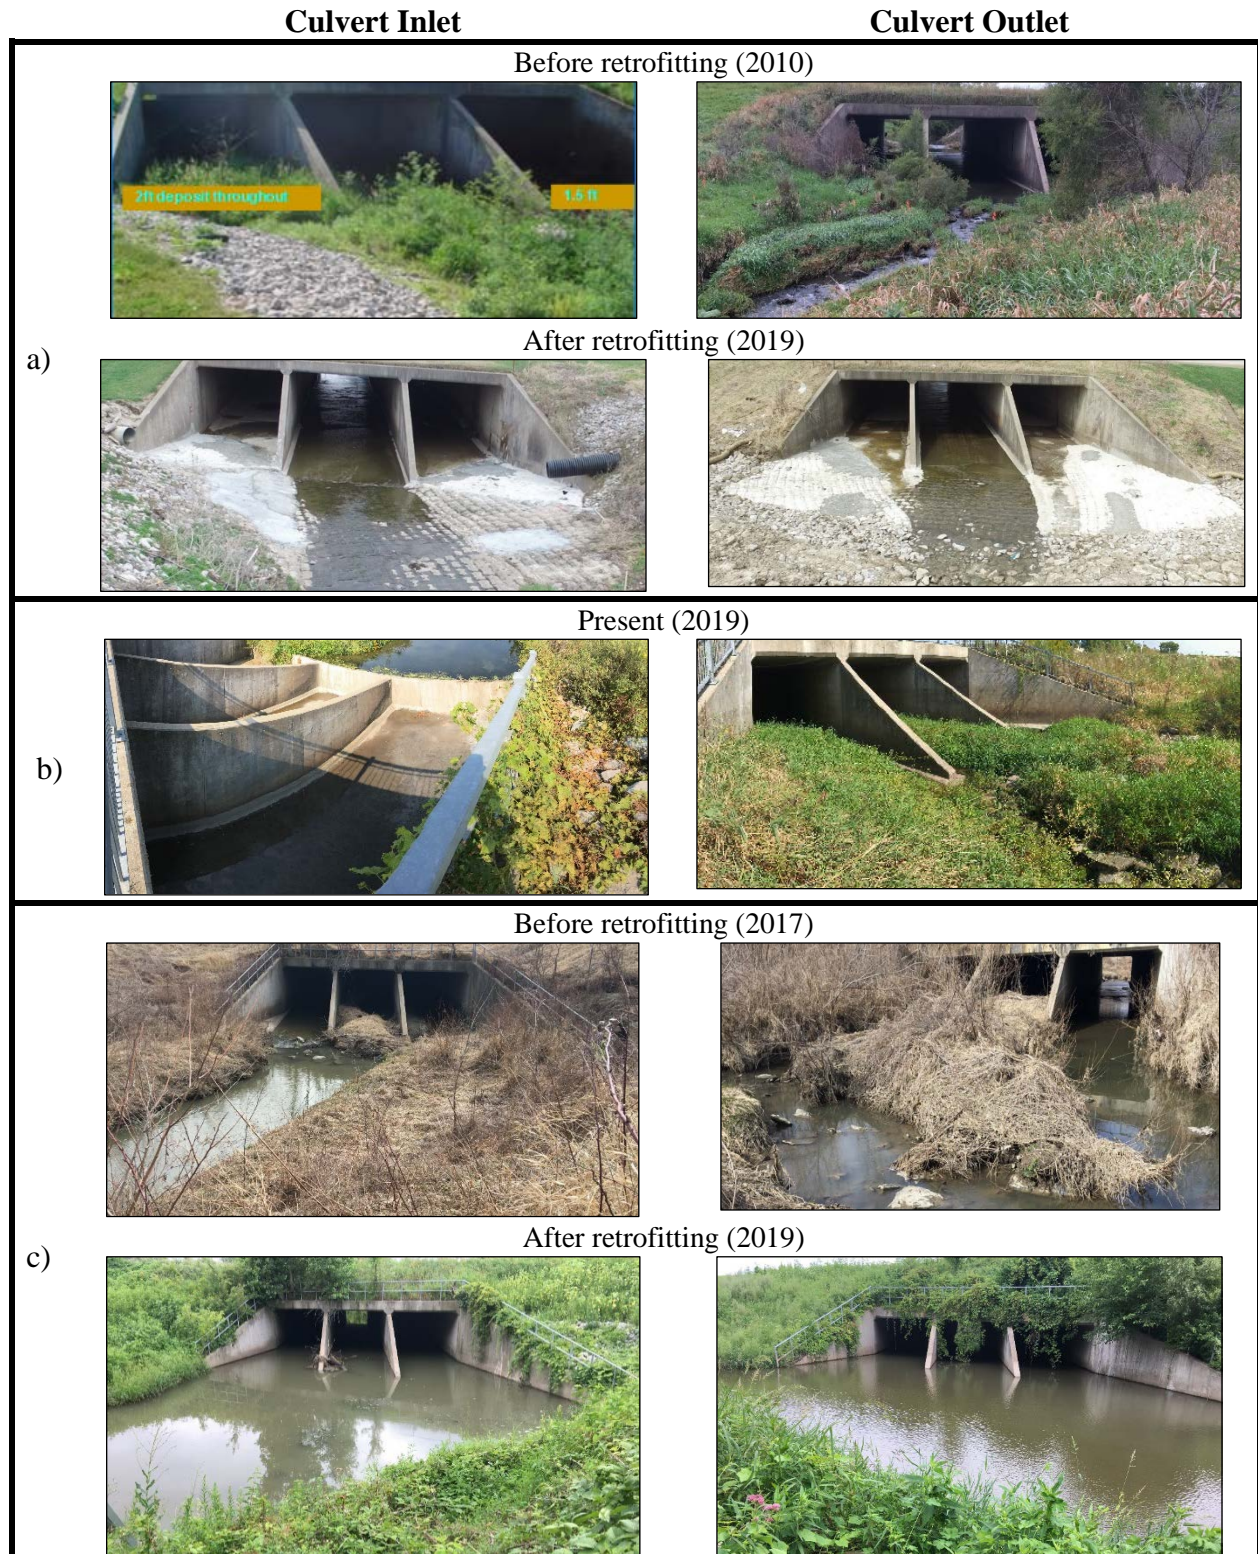 Culvert Inlet Culvert Outlet
Before retrofitting (2010)
2ft deposit throughout 1.5 ft
After retrofitting (2019)
a)
Present (2019)
b)
Before retrofitting (2017)
After retrofitting (2019)
c)